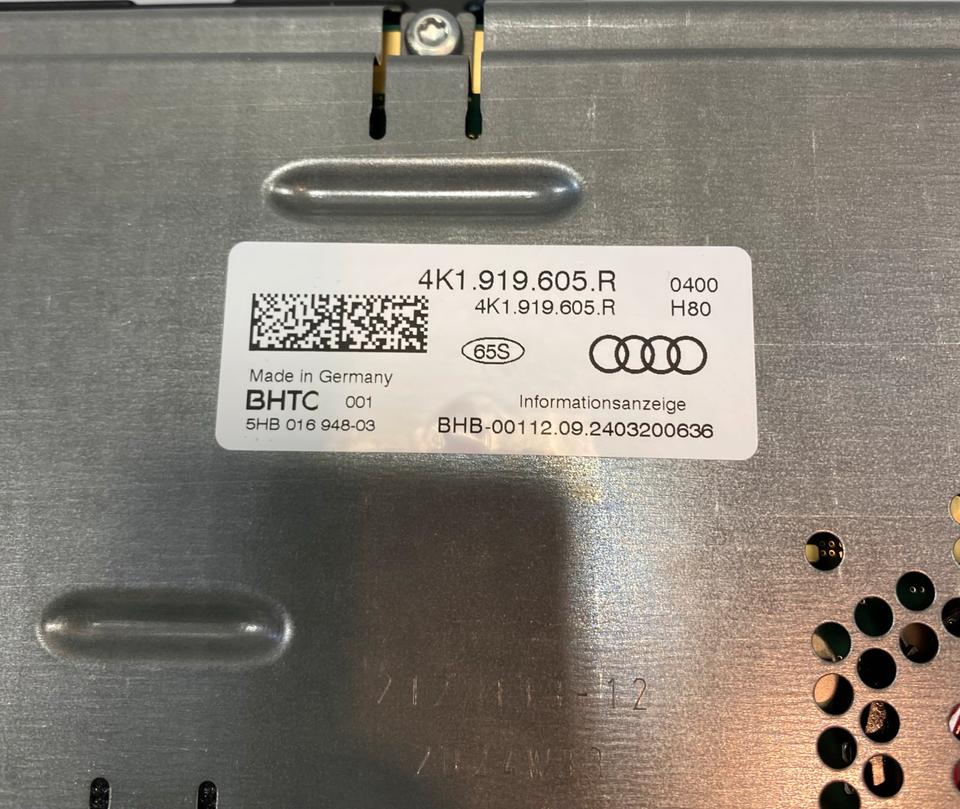 4K1.919.605.R 0400
4K1.919.605.R H80
65S
Made in Germany
BHTC 001
Informationsanzeige
5HB 016 948-03
BHB-00112.09.2403200636